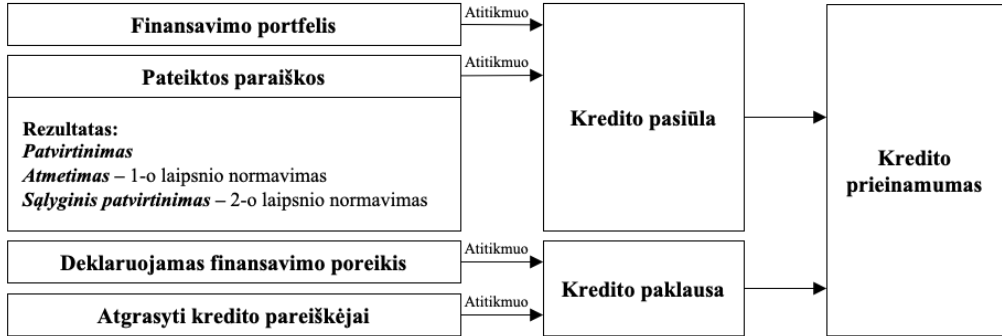 Finansavimo portfelis
Atitikmuo
Pateiktos paraiškos
Atitikmuo
Rezultatas:
Patvirtinimas
Atmetimas – 1-o laipsnio normavimas
Sąlyginis patvirtinimas – 2-o laipsnio normavimas
Kredito pasiūla
Deklaruojamas finansavimo poreikis
Atitikmuo
Atgrasyti kredito pareiškėjai
Atitikmuo
Kredito paklausa
Kredito
prieinamumas